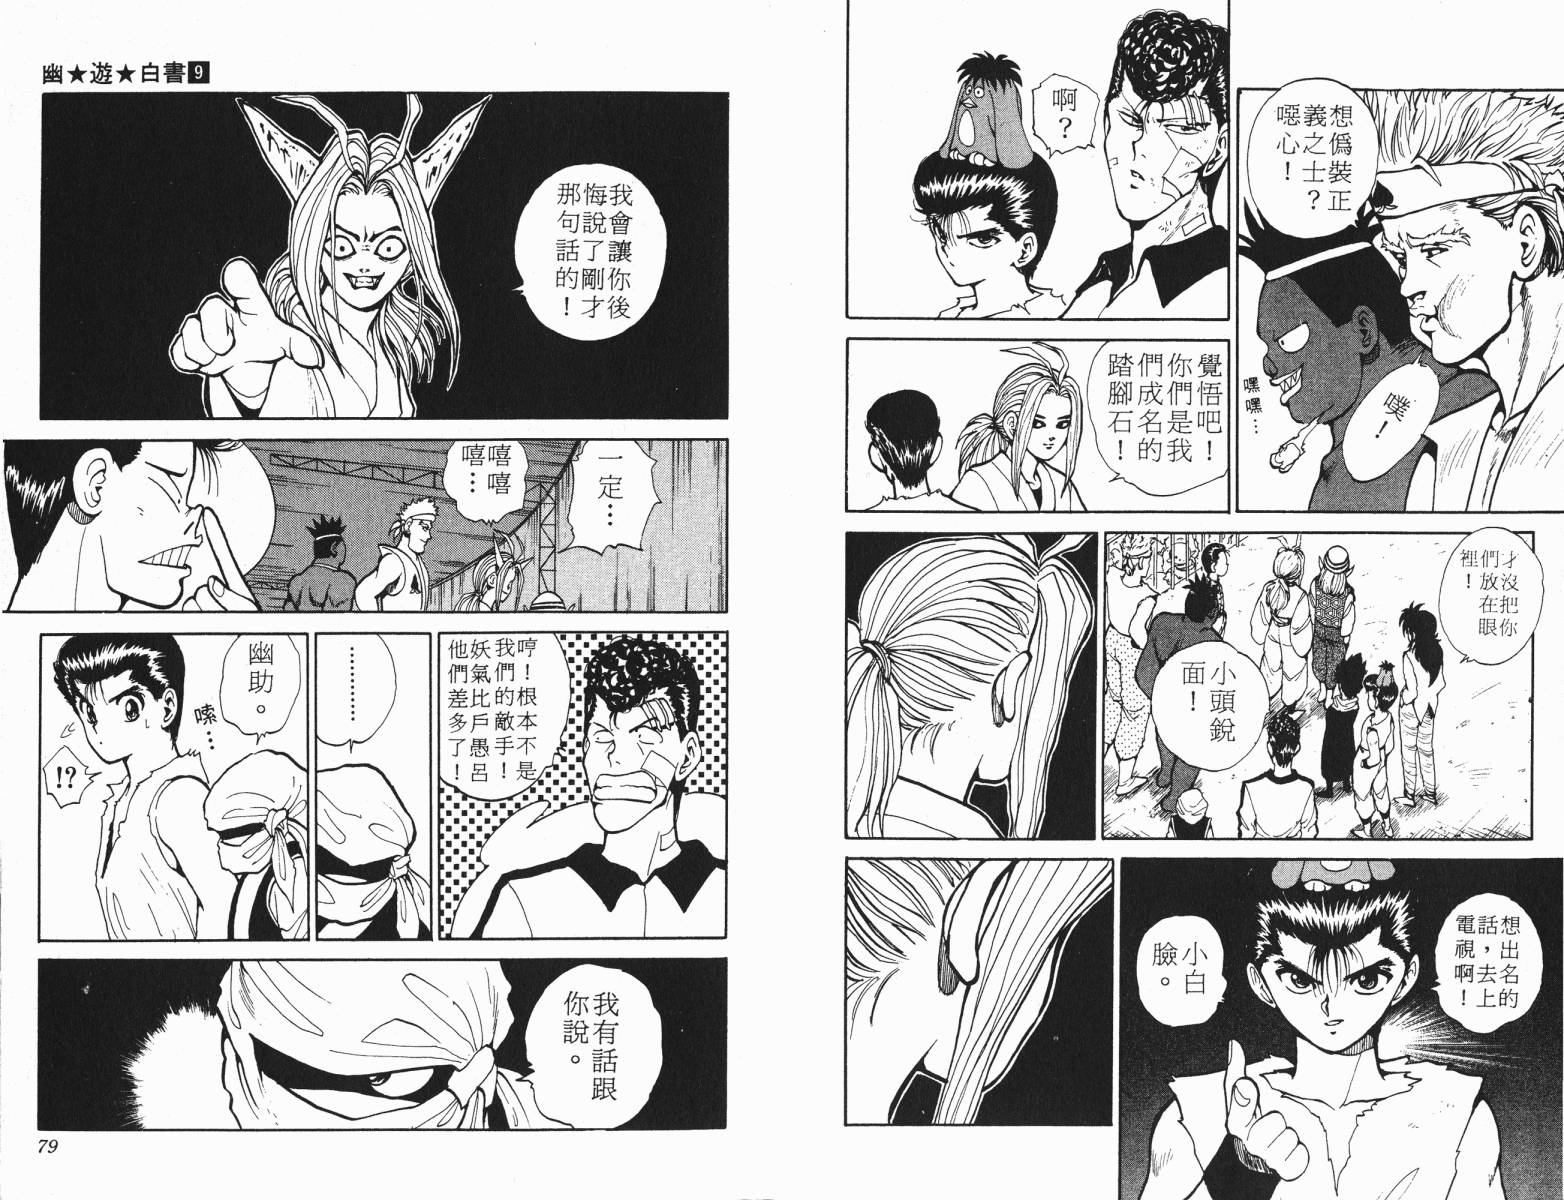 想偽裝正
義之士？
噁心！
噗！
嘿
嘿
…
啊？
覺悟吧！
你們是我
們成名的
踏腳石！
才沒把你
們放在眼
裡！
小頭銳
面！
想出名的
話，去上
電視啊！
小白
臉。
幽★遊★白書9
我會讓你後
悔說了剛才
那句話的！
一定…
嘻嘻
嘻…
哼！根本不是
我們的敵手！
妖氣比戶愚呂
他們差多了！
………
幽助。
嗦…
!?
我有話跟
你說。
79